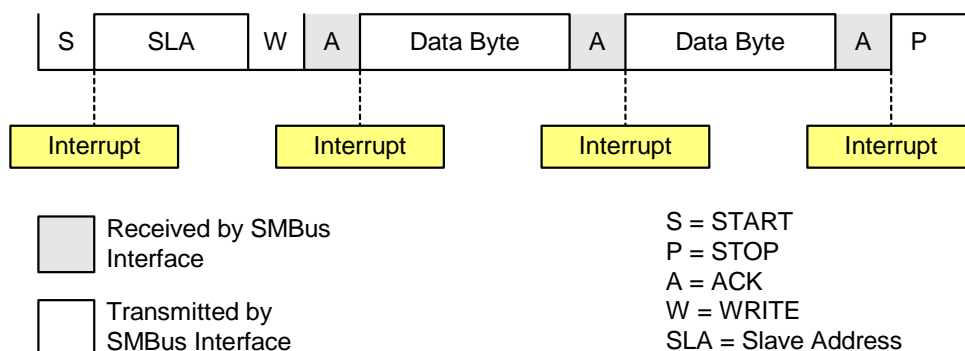 S SLA W A Data Byte A Data Byte A P
Interrupt Interrupt Interrupt Interrupt
Received by SMBus
Interface
Transmitted by
SMBus Interface
S = START
P = STOP
A = ACK
W = WRITE
SLA = Slave Address